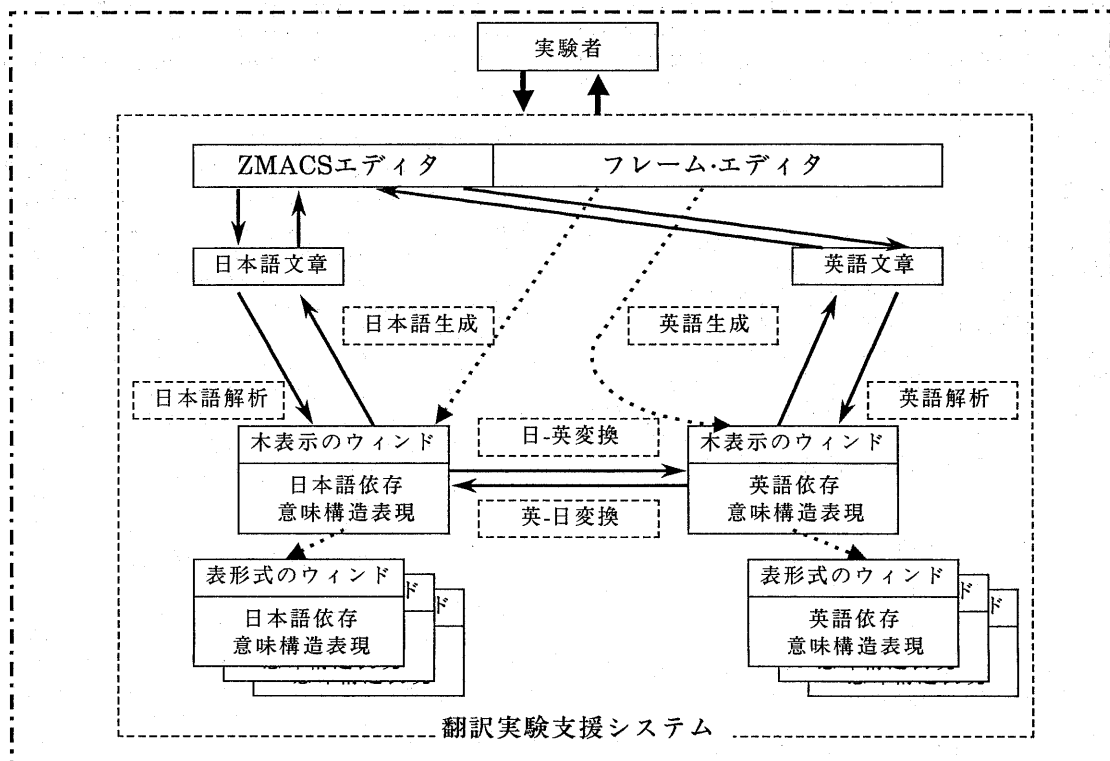 実験者
ZMACSエディタ
フレーム·エディタ
日本語文章
英語文章
日本語生成
英語生成
日本語解析
英語解析
木表示のウィンド
日本語依存
意味構造表現
日-英変換
英-日変換
木表示のウィンド
英語依存
意味構造表現
表形式のウィンド
日本語依存
意味構造表現
ド
ド
表形式のウィンド
英語依存
意味構造表現
ド
ド
翻訳実験支援システム